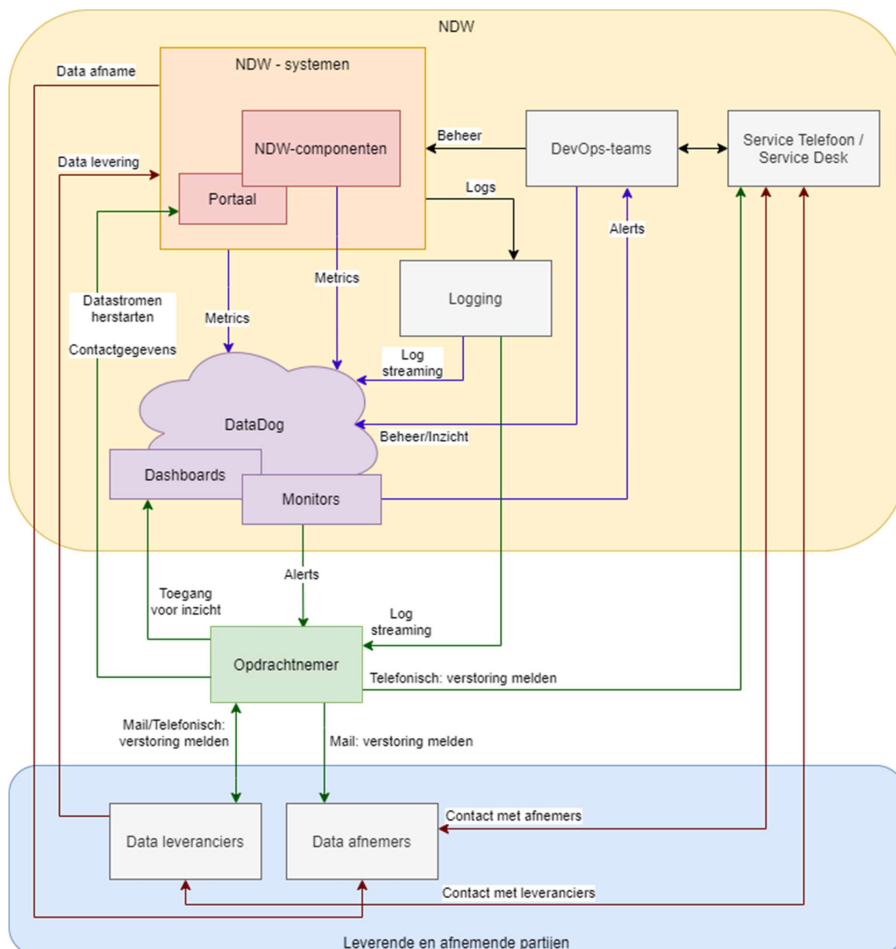 NDW
NDW - systemen
Data afname
NDW-componenten
Beheer
DevOps-teams
Service Telefoon /
Service Desk
Data levering
Portaal
Logs
Alerts
Metrics
Logging
Datastromen
herstarten
Contactgegevens
Metrics
Log
streaming
DataDog
Beheer/Inzicht
Dashboards
Monitors
Alerts
Toegang
voor inzicht
Log
streaming
Opdrachtnemer
Telefonisch: verstoring melden
Mail/Telefonisch:
verstoring melden
Mail: verstoring melden
Contact met afnemers
Data leveranciers
Data afnemers
Contact met leveranciers
Leverende en afnemende partijen